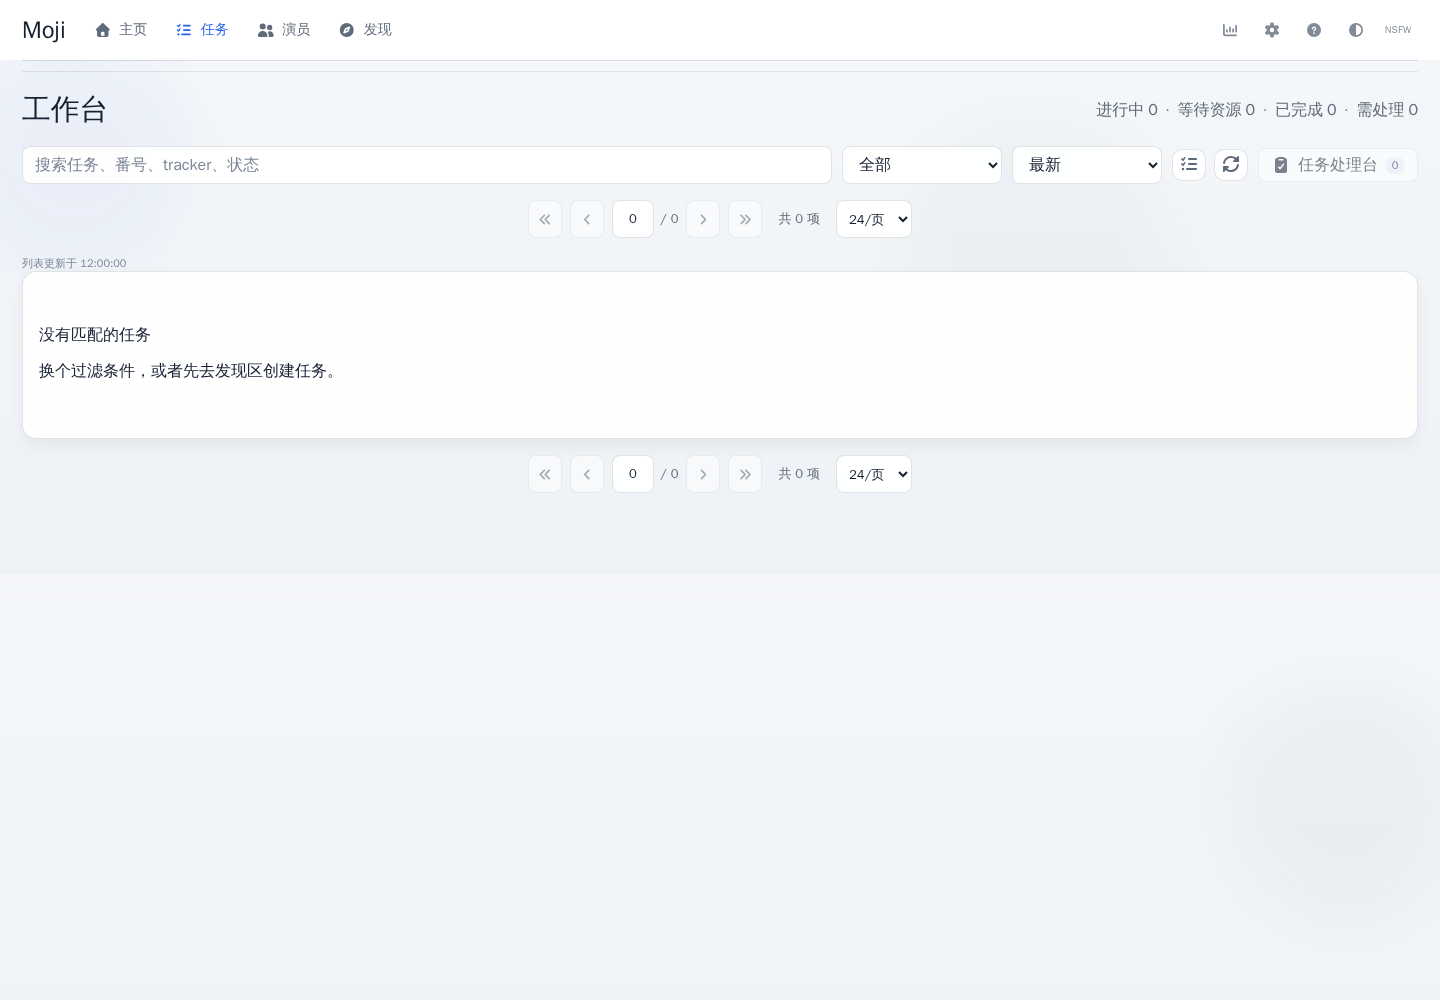 Moji 主页 任务 演员 发现 NSFW
工作台 进行中 0 · 等待资源 0 · 已完成 0 · 需处理 0
搜索任务、番号、tracker、状态 全部 最新 任务处理台 0
0 / 0 共 0 项 24/页
列表更新于 12:00:00
没有匹配的任务
换个过滤条件，或者先去发现区创建任务。
0 / 0 共 0 项 24/页